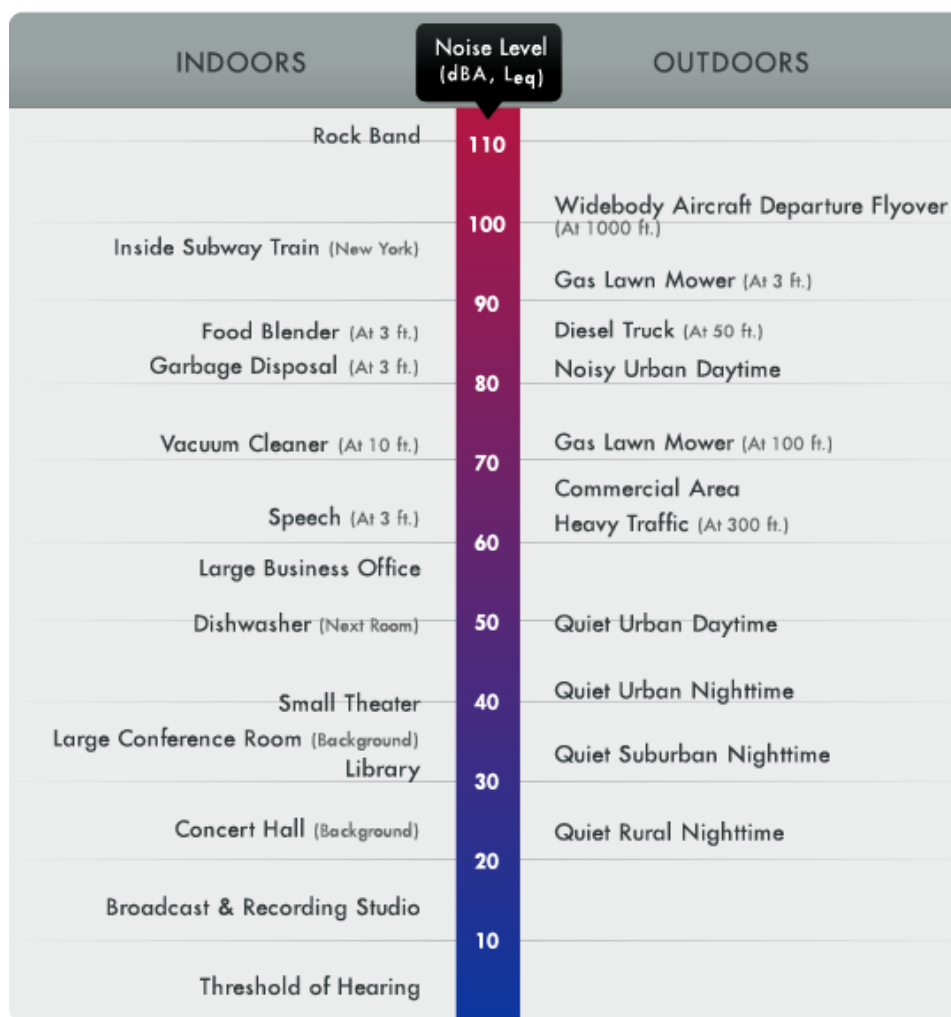 INDOORS
Noise Level
(dBA, Leq)
OUTDOORS
Rock Band
110
Widebody Aircraft Departure Flyover
(At 1000 ft.)
100
Inside Subway Train (New York)
Gas Lawn Mower (At 3 ft.)
90
Food Blender (At 3 ft.)
Diesel Truck (At 50 ft.)
Garbage Disposal (At 3 ft.)
Noisy Urban Daytime
80
Vacuum Cleaner (At 10 ft.)
Gas Lawn Mower (At 100 ft.)
70
Commercial Area
Speech (At 3 ft.)
Heavy Traffic (At 300 ft.)
60
Large Business Office
Dishwasher (Next Room)
50
Quiet Urban Daytime
Quiet Urban Nighttime
Small Theater
40
Large Conference Room (Background)
Quiet Suburban Nighttime
Library
30
Concert Hall (Background)
Quiet Rural Nighttime
20
Broadcast & Recording Studio
10
Threshold of Hearing